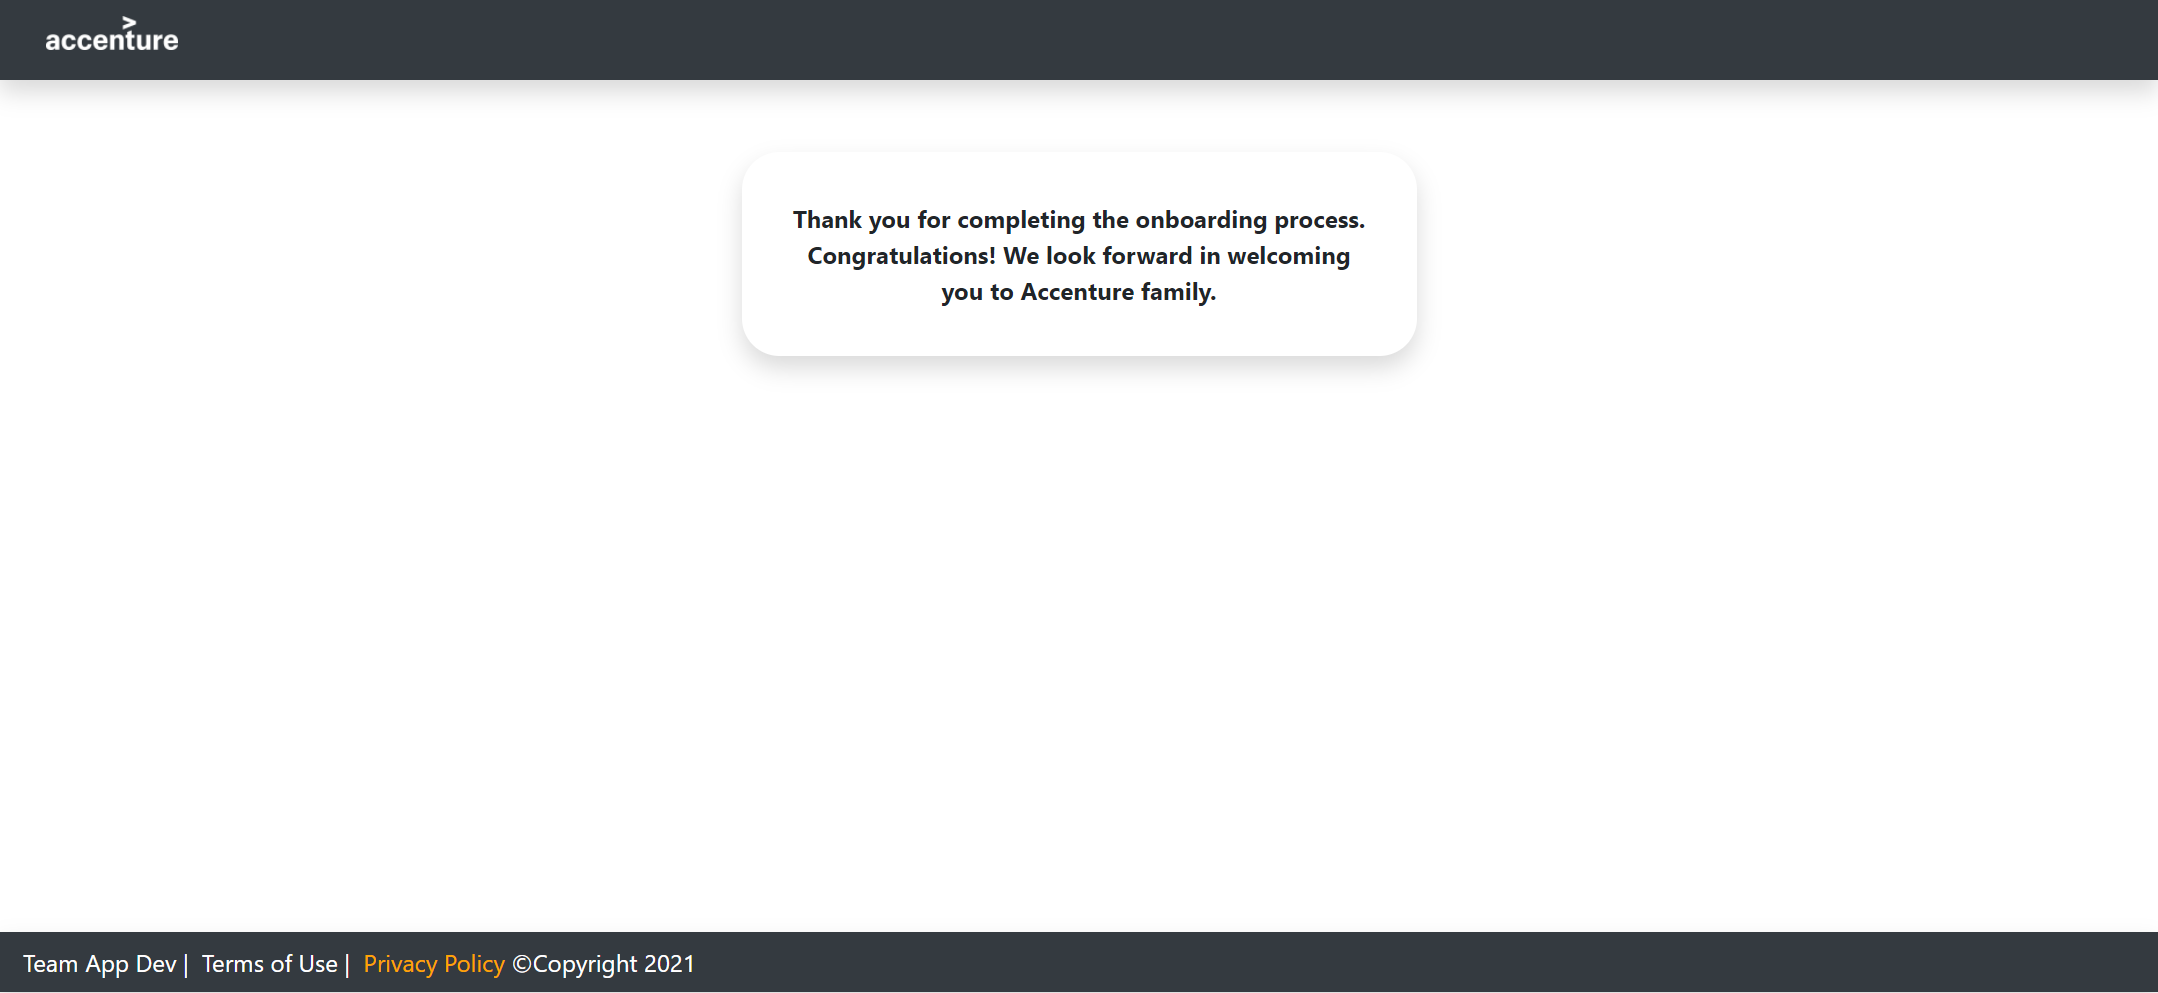 accenture
Thank you for completing the onboarding process.
Congratulations! We look forward in welcoming
you to Accenture family.
Team App Dev | Terms of Use | Privacy Policy ©Copyright 2021